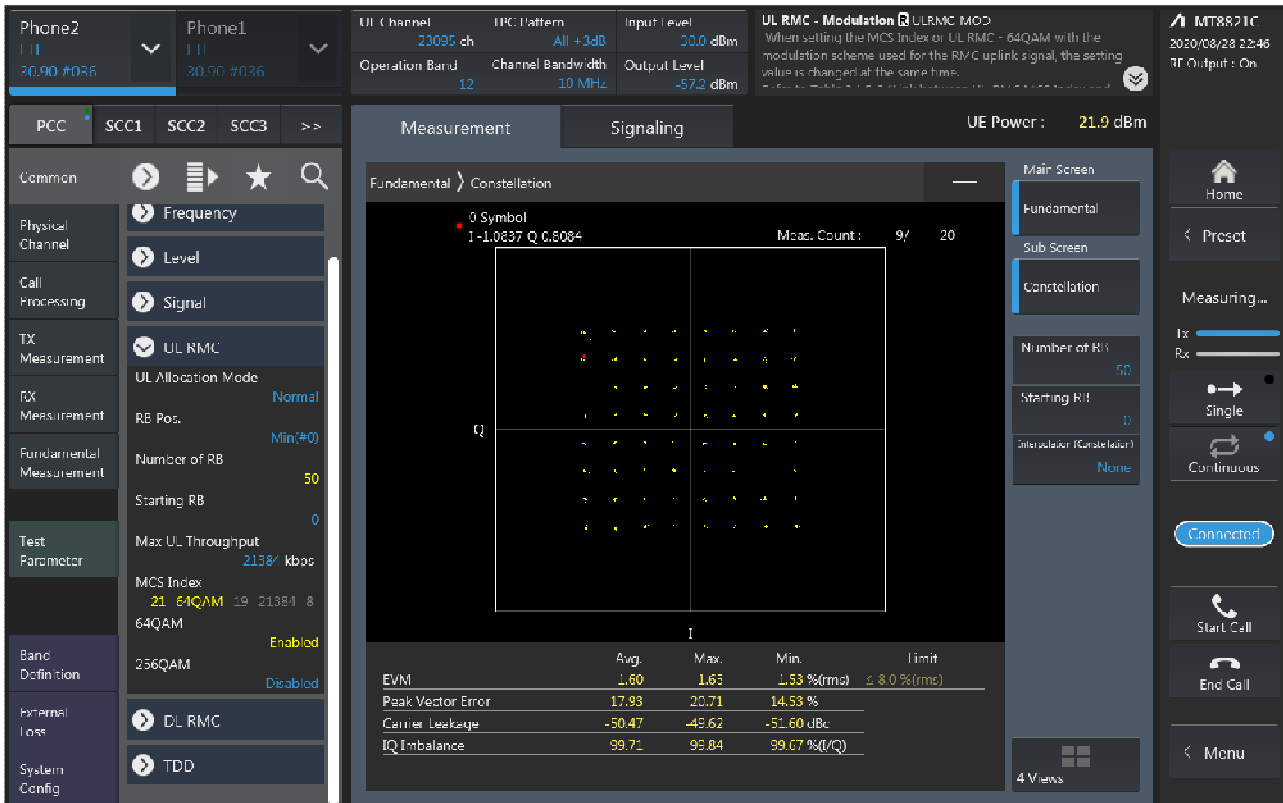 Phone2
LTE
30.90 #036
Phone1
LTE
30.90 #036
UL Channel
23095 ch
TPC Pattern
All +3dB
Input Level
30.0 dBm
Operation Band
12
Channel Bandwidth
10 MHz
Output Level
-57.2 dBm
UL RMC - Modulation R ULRMC_MOD
When setting the MCS Index or UL RMC - 64QAM with the
modulation scheme used for the RMC uplink signal, the setting
value is changed at the same time.
MT8821C
2020/08/28 22:46
RF Output : On
PCC
SCC1
SCC2
SCC3
>>
Measurement
Signaling
UE Power : 21.9 dBm
Common
Physical
Channel
Call
Processing
TX
Measurement
RX
Measurement
Fundamental
Measurement
Test
Parameter
Band
Definition
External
Loss
System
Config
Frequency
Level
Signal
UL RMC
UL Allocation Mode
Normal
RB Pos.
Min(#0)
Number of RB
50
Starting RB
0
Max UL Throughput
21384 kbps
MCS Index
21 64QAM 19 21384 8
64QAM
Enabled
256QAM
Disabled
DL RMC
TDD
Fundamental > Constellation
0 Symbol
I -1.0837 Q 0.8084
Meas. Count : 9/ 20
Q
I
Avg. Max. Min. Limit
EVM 1.60 1.65 1.53 %(rms) ≤ 8.0 %(rms)
Peak Vector Error 17.93 20.71 14.53 %
Carrier Leakage -50.47 -49.62 -51.60 dBc
IQ Imbalance 99.71 99.84 99.67 %(I/Q)
Main Screen
Fundamental
Sub Screen
Constellation
Number of RB
50
Starting RB
0
Interpolation (Constellation)
None
4 Views
Home
< Preset
Measuring...
Tx
Rx
Single
Continuous
Connected
Start Call
End Call
< Menu